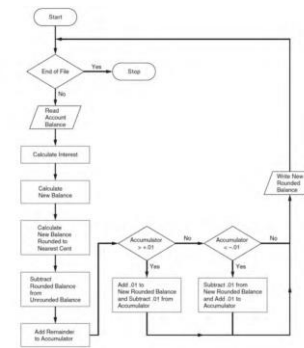 Start
End of File
Yes
Stop
No
Read
Account
Balance
Calculate Interest
Calculate
New Balance
Calculate
New Balance
Rounded to
Nearest Cent
Subtract
Rounded Balance
from
Unrounded Balance
Add Remainder
to Accumulator
Accumulator
= +.01
No
Yes
Add .01 to
New Rounded Balance
and Subtract .01 from
Accumulator
Accumulator
= –.01
No
Yes
Subtract .01 from
New Rounded Balance
and Add .01 to
Accumulator
Write New
Rounded
Balance